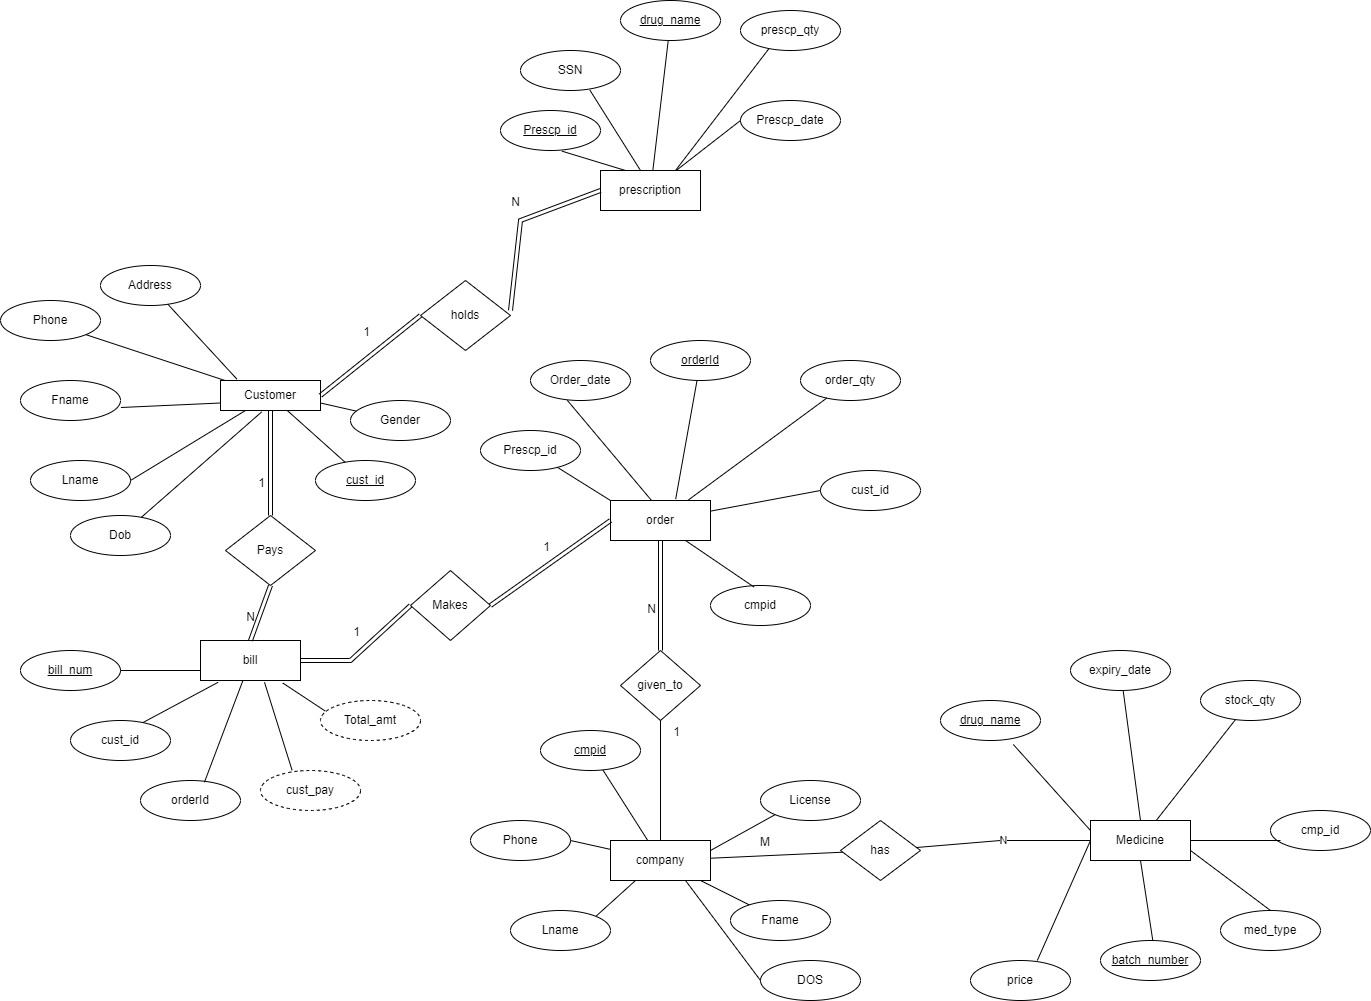 drug_name
prescp_qty
SSN
Prescp_id
Prescp_date
prescription
N
Address
Phone
holds
1
Customer
Fname
Gender
Lname
cust_id
Dob
1
Pays
N
orderId
Order_date
order_qty
Prescp_id
cust_id
order
1
Makes
1
cmpid
N
bill
bill_num
Total_amt
cust_id
cust_pay
orderId
given_to
1
cmpid
License
Phone
company
M
has
N
Lname
Fname
DOS
expiry_date
stock_qty
drug_name
Medicine
cmp_id
med_type
batch_number
price